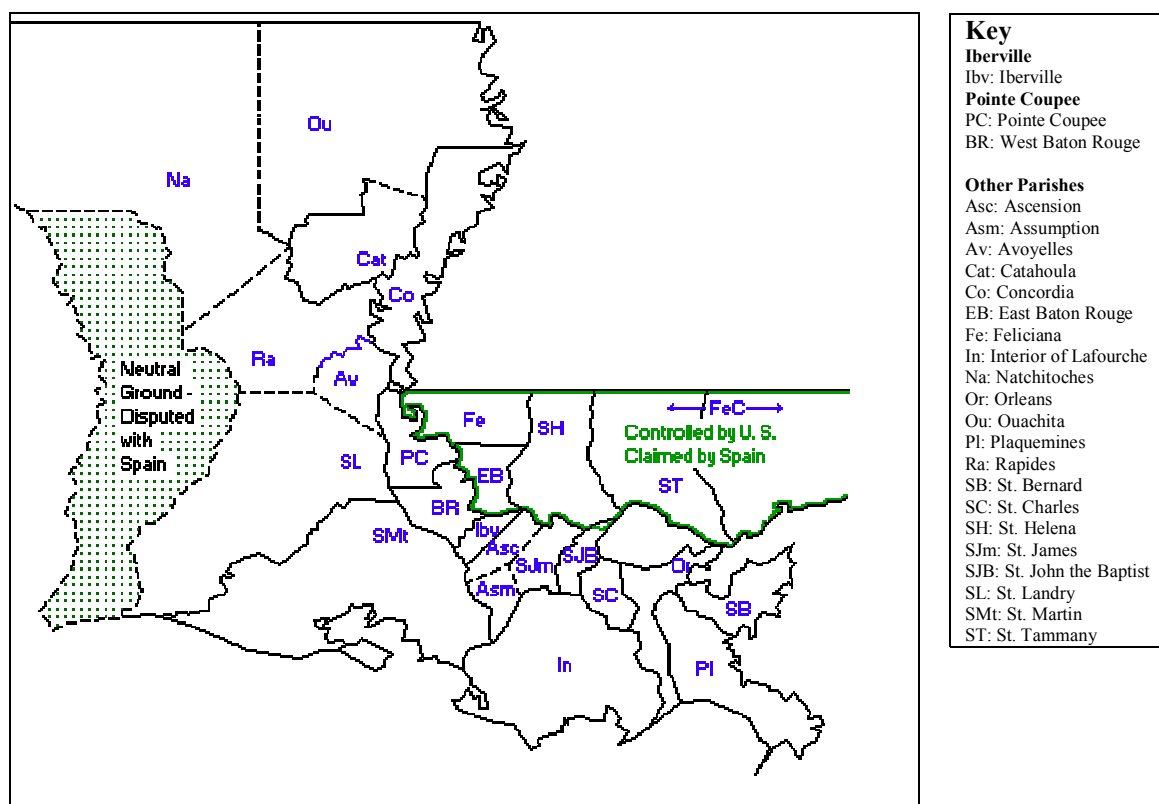 Ou
Na
Cat
Co
Ra
Av
Neutral
Ground -
Disputed
with
Spain
Fe
SH
FeC
Controlled by U. S.
Claimed by Spain
PC
SL
EB
ST
BR
SMt
Ibv
Asc
SJm
SJB
Or
Asm
SC
SB
In
Pl
Key
Iberville
Ibv: Iberville
Pointe Coupee
PC: Pointe Coupee
BR: West Baton Rouge
Other Parishes
Asc: Ascension
Asm: Assumption
Av: Avoyelles
Cat: Catahoula
Co: Concordia
EB: East Baton Rouge
Fe: Feliciana
In: Interior of Lafourche
Na: Natchitoches
Or: Orleans
Ou: Ouachita
Pl: Plaquemines
Ra: Rapides
SB: St. Bernard
SC: St. Charles
SH: St. Helena
SJm: St. James
SJB: St. John the Baptist
SL: St. Landry
SMt: St. Martin
ST: St. Tammany